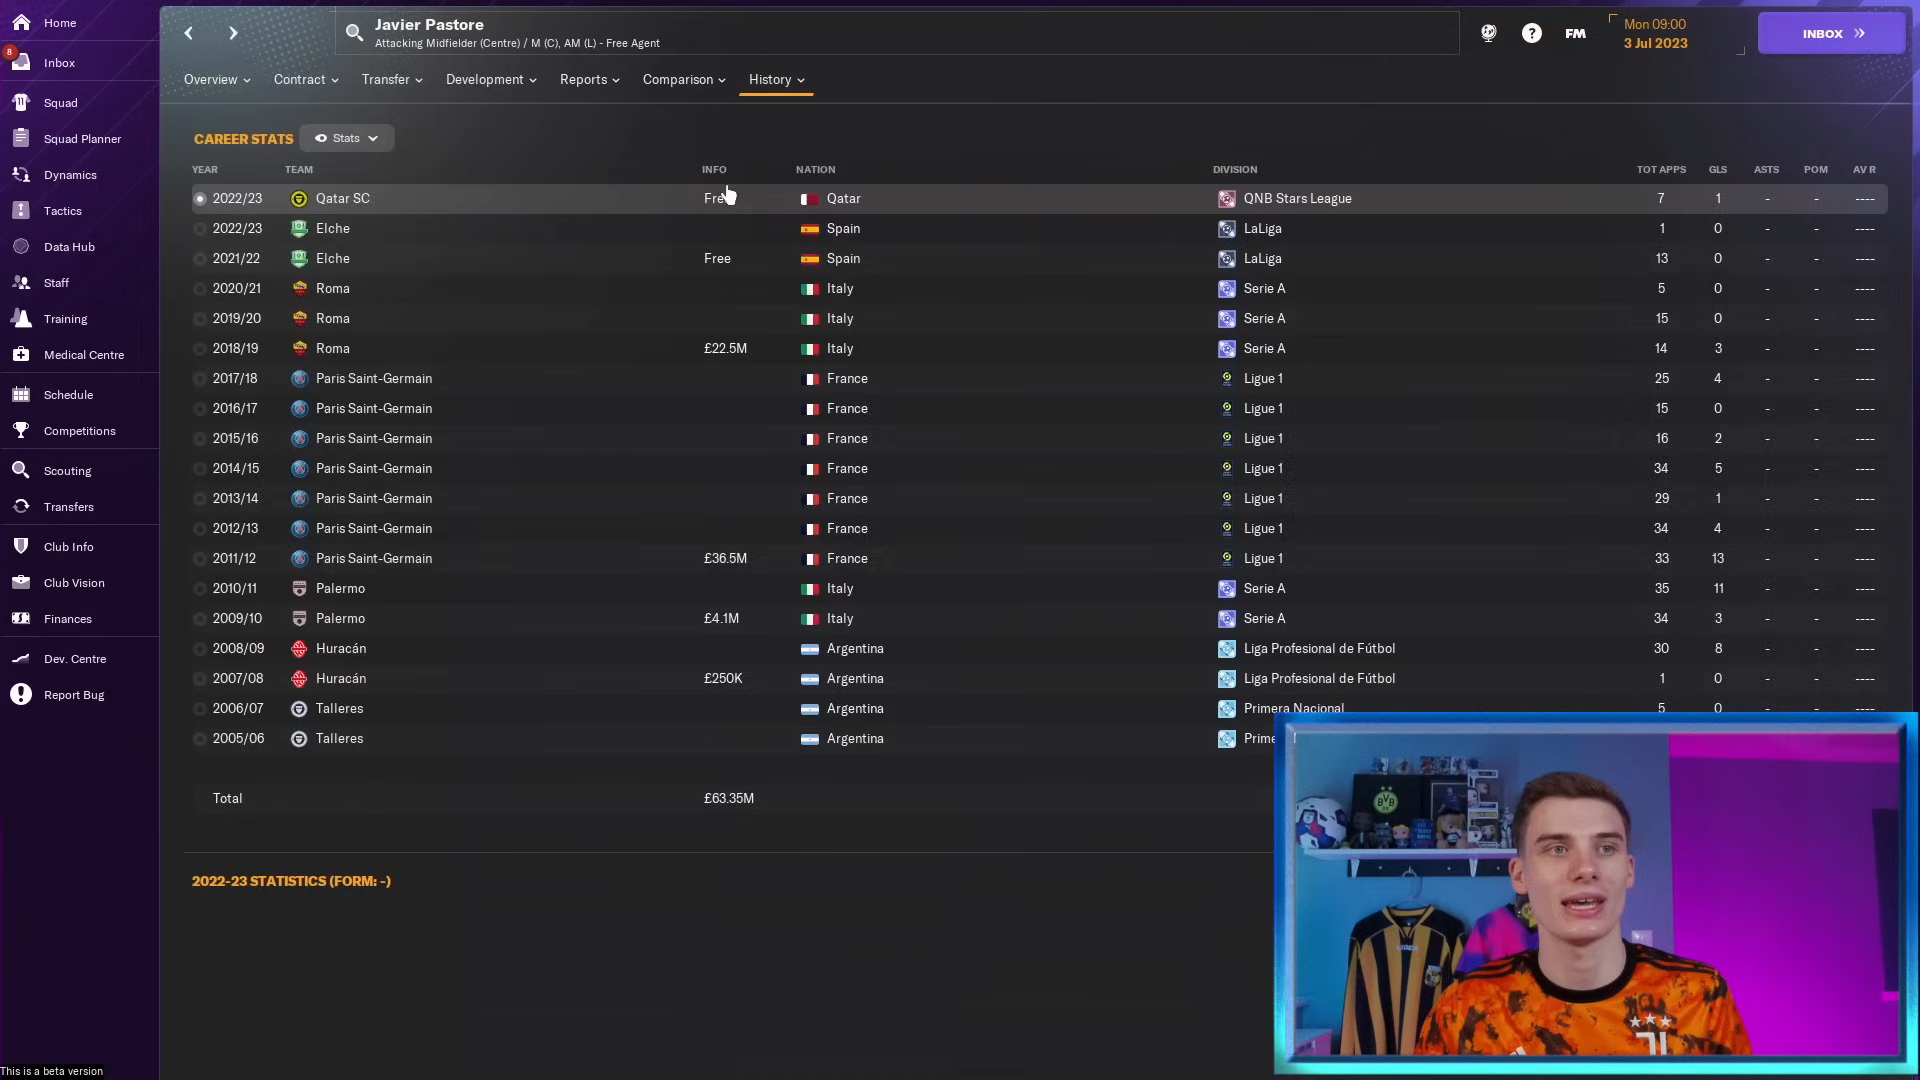 Home
8
Inbox
Squad
Squad Planner
Dynamics
Tactics
Data Hub
Staff
Training
Medical Centre
Schedule
Competitions
Scouting
Transfers
Club Info
Club Vision
Finances
Dev. Centre
Report Bug
This is a beta version
Javier Pastore
Attacking Midfielder (Centre) / M (C), AM (L) - Free Agent
FM
Mon 09:00
3 Jul 2023
INBOX
Overview Contract Transfer Development Reports Comparison History
CAREER STATS Stats
YEAR TEAM INFO NATION DIVISION TOT APPS GLS ASTS POM AV R
2022/23 Qatar SC Qatar QNB Stars League 7 1 - - ----
2022/23 Elche Spain LaLiga 1 0 - - ----
2021/22 Elche Free Spain LaLiga 13 0 - - ----
2020/21 Roma Italy Serie A 5 0 - - ----
2019/20 Roma Italy Serie A 15 0 - - ----
2018/19 Roma £22.5M Italy Serie A 14 3 - - ----
2017/18 Paris Saint-Germain France Ligue 1 25 4 - - ----
2016/17 Paris Saint-Germain France Ligue 1 15 0 - - ----
2015/16 Paris Saint-Germain France Ligue 1 16 2 - - ----
2014/15 Paris Saint-Germain France Ligue 1 34 5 - - ----
2013/14 Paris Saint-Germain France Ligue 1 29 1 - - ----
2012/13 Paris Saint-Germain France Ligue 1 34 4 - - ----
2011/12 Paris Saint-Germain £36.5M France Ligue 1 33 13 - - ----
2010/11 Palermo Italy Serie A 35 11 - - ----
2009/10 Palermo £4.1M Italy Serie A 34 3 - - ----
2008/09 Huracán Argentina Liga Profesional de Fútbol 30 8 - - ----
2007/08 Huracán £250K Argentina Liga Profesional de Fútbol 1 0 - - ----
2006/07 Talleres Argentina Primera Nacional 5 0 - - ----
2005/06 Talleres Argentina
Total £63.35M
2022-23 STATISTICS (FORM: -)
BVB